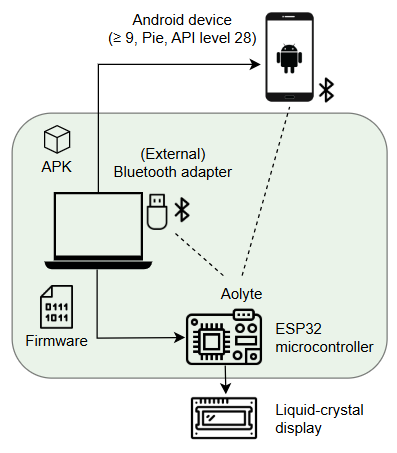 Android device
(≥ 9, Pie, API level 28)
APK
(External)
Bluetooth adapter
Aolyte
0111
1011
Firmware
ESP32
microcontroller
Liquid-crystal
display